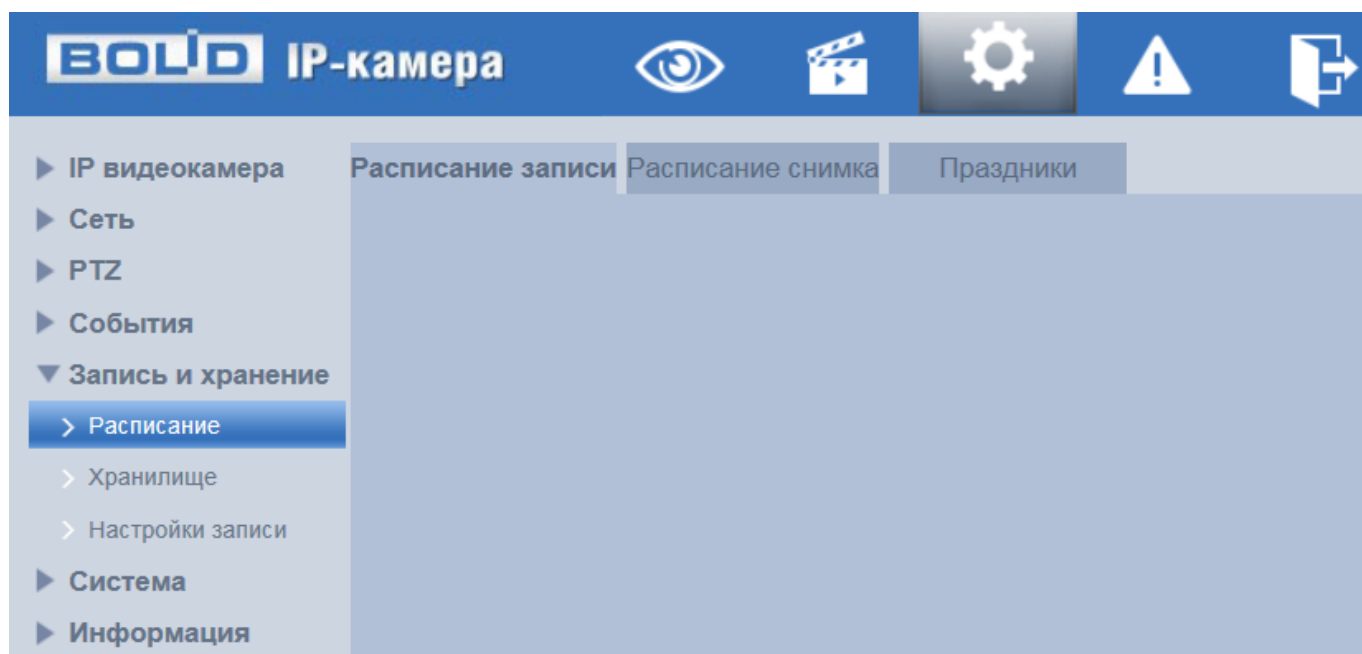 BOLID IP-камера
IP видеокамера
Сеть
PTZ
События
Запись и хранение
Расписание
Хранилище
Настройки записи
Система
Информация
Расписание записи Расписание снимка Праздники